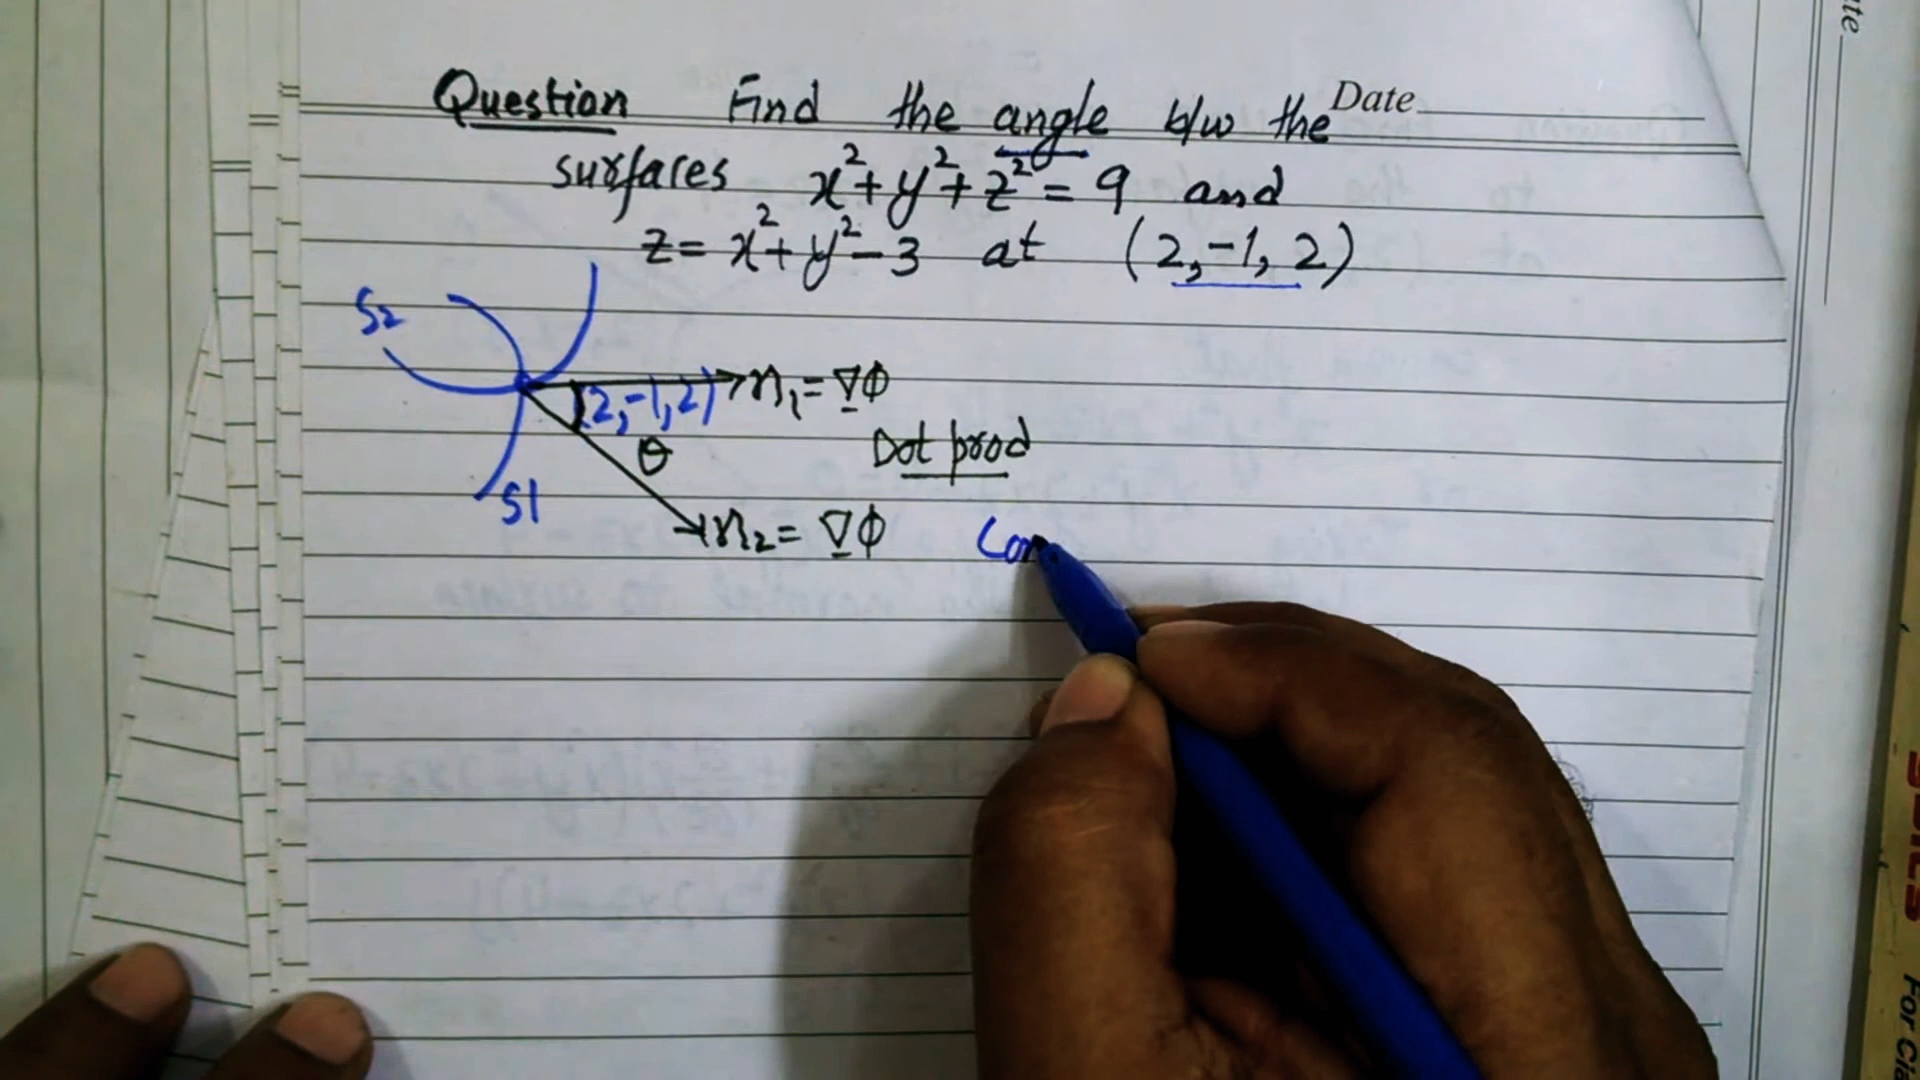 Question Find the angle b/w the
Date
surfaces x²+y²+z²=9 and
z=x²+y²-3 at (2,-1,2)
S2
(2,-1,2) n₁=∇Φ
θ
Dot prod
S1
n₂=∇Φ